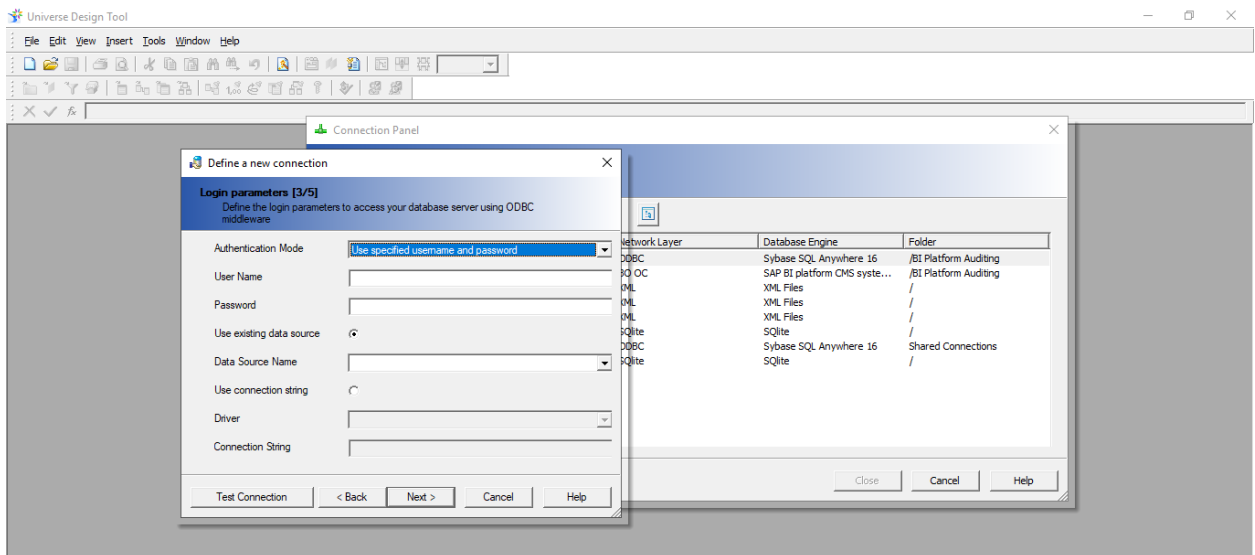 Universe Design Tool
File Edit View Insert Tools Window Help
Connection Panel
Define a new connection
Login parameters [3/5]
Define the login parameters to access your database server using ODBC
middleware
Authentication Mode Use specified username and password
User Name
Password
Use existing data source
Data Source Name
Use connection string
Driver
Connection String
Test Connection < Back Next > Cancel Help
Network Layer Database Engine Folder
ODBC Sybase SQL Anywhere 16 /BI Platform Auditing
BO OC SAP BI platform CMS syste... /BI Platform Auditing
XML XML Files /
XML XML Files /
XML XML Files /
SQlite SQlite /
ODBC Sybase SQL Anywhere 16 Shared Connections
SQlite SQlite /
Close Cancel Help